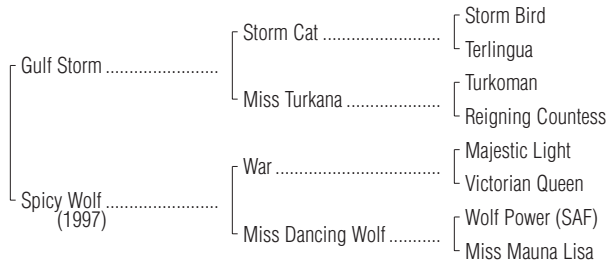 Storm Bird
Storm Cat ........................
Terlingua
Gulf Storm .......................
Turkoman
Miss Turkana ...................
Reigning Countess
Majestic Light
War .................................
Victorian Queen
Spicy Wolf .......................
(1997)
Wolf Power (SAF)
Miss Dancing Wolf ..........
Miss Mauna Lisa